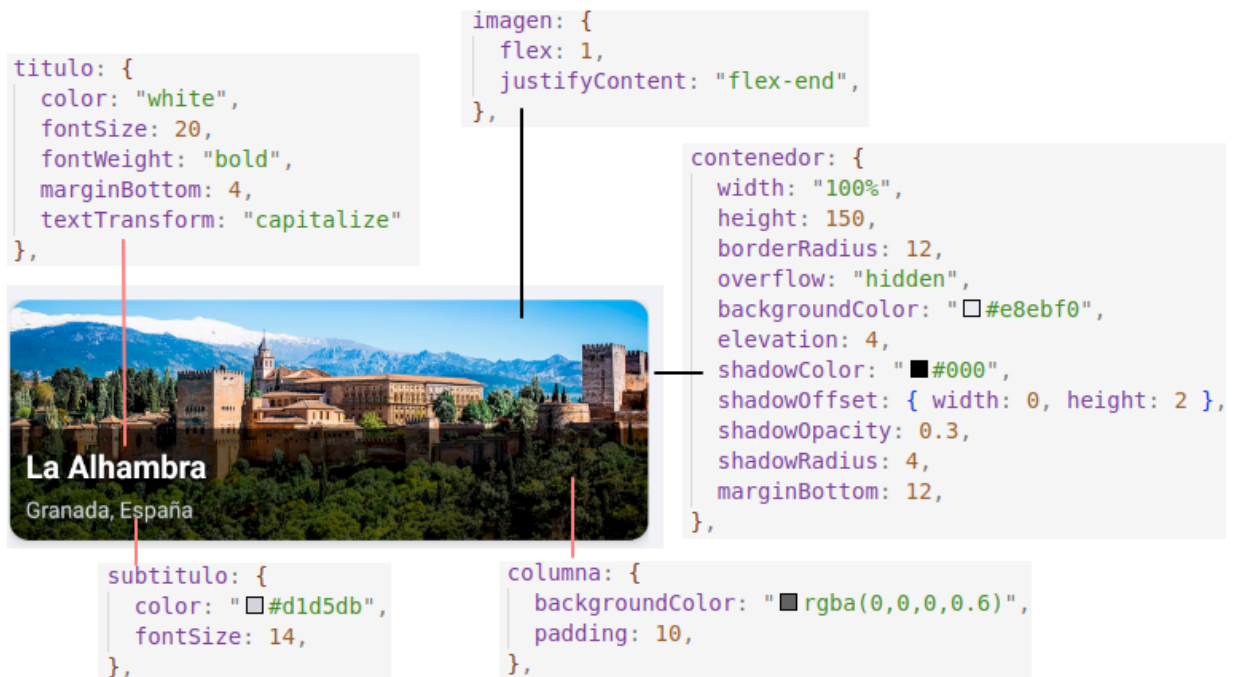 imagen: {
flex: 1,
justifyContent: "flex-end",
},
titulo: {
color: "white",
fontSize: 20,
fontWeight: "bold",
marginBottom: 4,
textTransform: "capitalize"
},
contenedor: {
width: "100%",
height: 150,
borderRadius: 12,
overflow: "hidden",
backgroundColor: "#e8ebf0",
elevation: 4,
shadowColor: "#000",
shadowOffset: { width: 0, height: 2 },
shadowOpacity: 0.3,
shadowRadius: 4,
marginBottom: 12,
},
La Alhambra
Granada, España
subtitulo: {
color: "#d1d5db",
fontSize: 14,
},
columna: {
backgroundColor: "rgba(0,0,0,0.6)",
padding: 10,
},